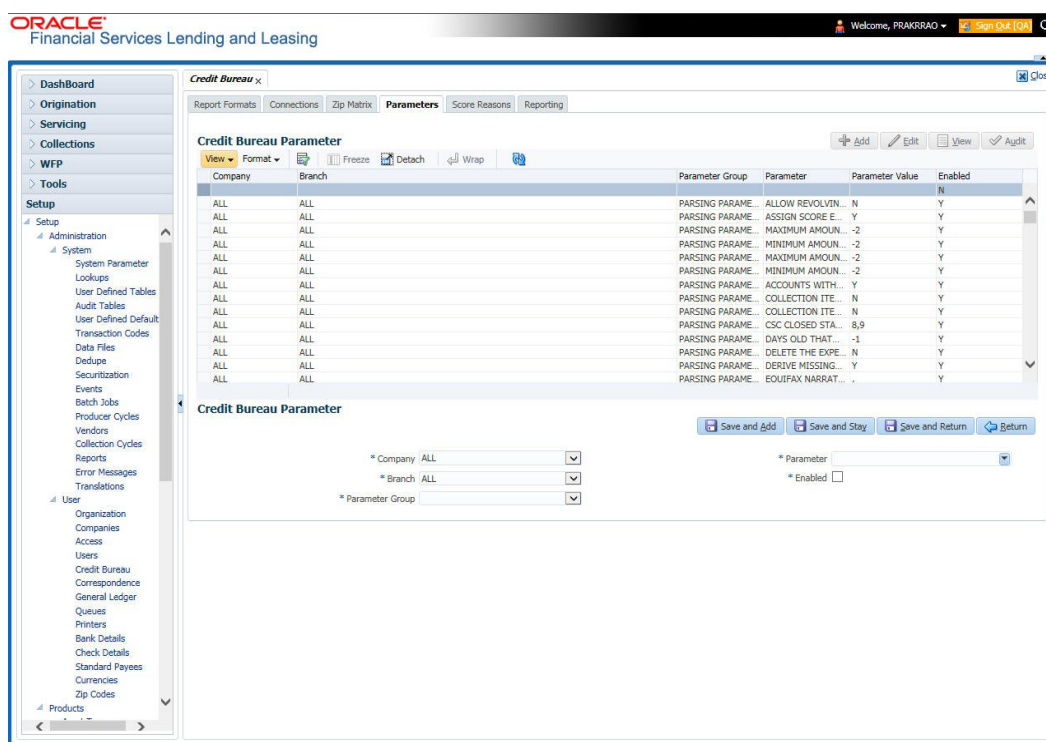 ORACLE
Financial Services Lending and Leasing
Welcome, PRAKRRAO
Sign Out [QA]
DashBoard
Origination
Servicing
Collections
WFP
Tools
Setup
Setup
Administration
System
System Parameter
Lookups
User Defined Tables
Audit Tables
User Defined Default
Transaction Codes
Data Files
Dedupe
Securitization
Events
Batch Jobs
Producer Cycles
Vendors
Collection Cycles
Reports
Error Messages
Translations
User
Organization
Companies
Access
Users
Credit Bureau
Correspondence
General Ledger
Queues
Printers
Bank Details
Check Details
Standard Payees
Currencies
Zip Codes
Products
Credit Bureau x
Clos
Report Formats Connections Zip Matrix Parameters Score Reasons Reporting
Credit Bureau Parameter
Add Edit View Audit
View Format Freeze Detach Wrap
Company Branch Parameter Group Parameter Parameter Value Enabled
N
ALL ALL PARSING PARAME... ALLOW REVOLVIN... N Y
ALL ALL PARSING PARAME... ASSIGN SCORE E... Y Y
ALL ALL PARSING PARAME... MAXIMUM AMOUN... -2 Y
ALL ALL PARSING PARAME... MINIMUM AMOUN... -2 Y
ALL ALL PARSING PARAME... MAXIMUM AMOUN... -2 Y
ALL ALL PARSING PARAME... MINIMUM AMOUN... -2 Y
ALL ALL PARSING PARAME... ACCOUNTS WITH... Y Y
ALL ALL PARSING PARAME... COLLECTION ITE... N Y
ALL ALL PARSING PARAME... COLLECTION ITE... N Y
ALL ALL PARSING PARAME... CSC CLOSED STA... 8,9 Y
ALL ALL PARSING PARAME... DAYS OLD THAT... -1 Y
ALL ALL PARSING PARAME... DELETE THE EXPE... N Y
ALL ALL PARSING PARAME... DERIVE MISSING... Y Y
ALL ALL PARSING PARAME... EQUIFAX NARRAT... , Y
Credit Bureau Parameter
Save and Add Save and Stay Save and Return Return
* Company ALL
* Parameter
* Branch ALL
* Enabled
* Parameter Group